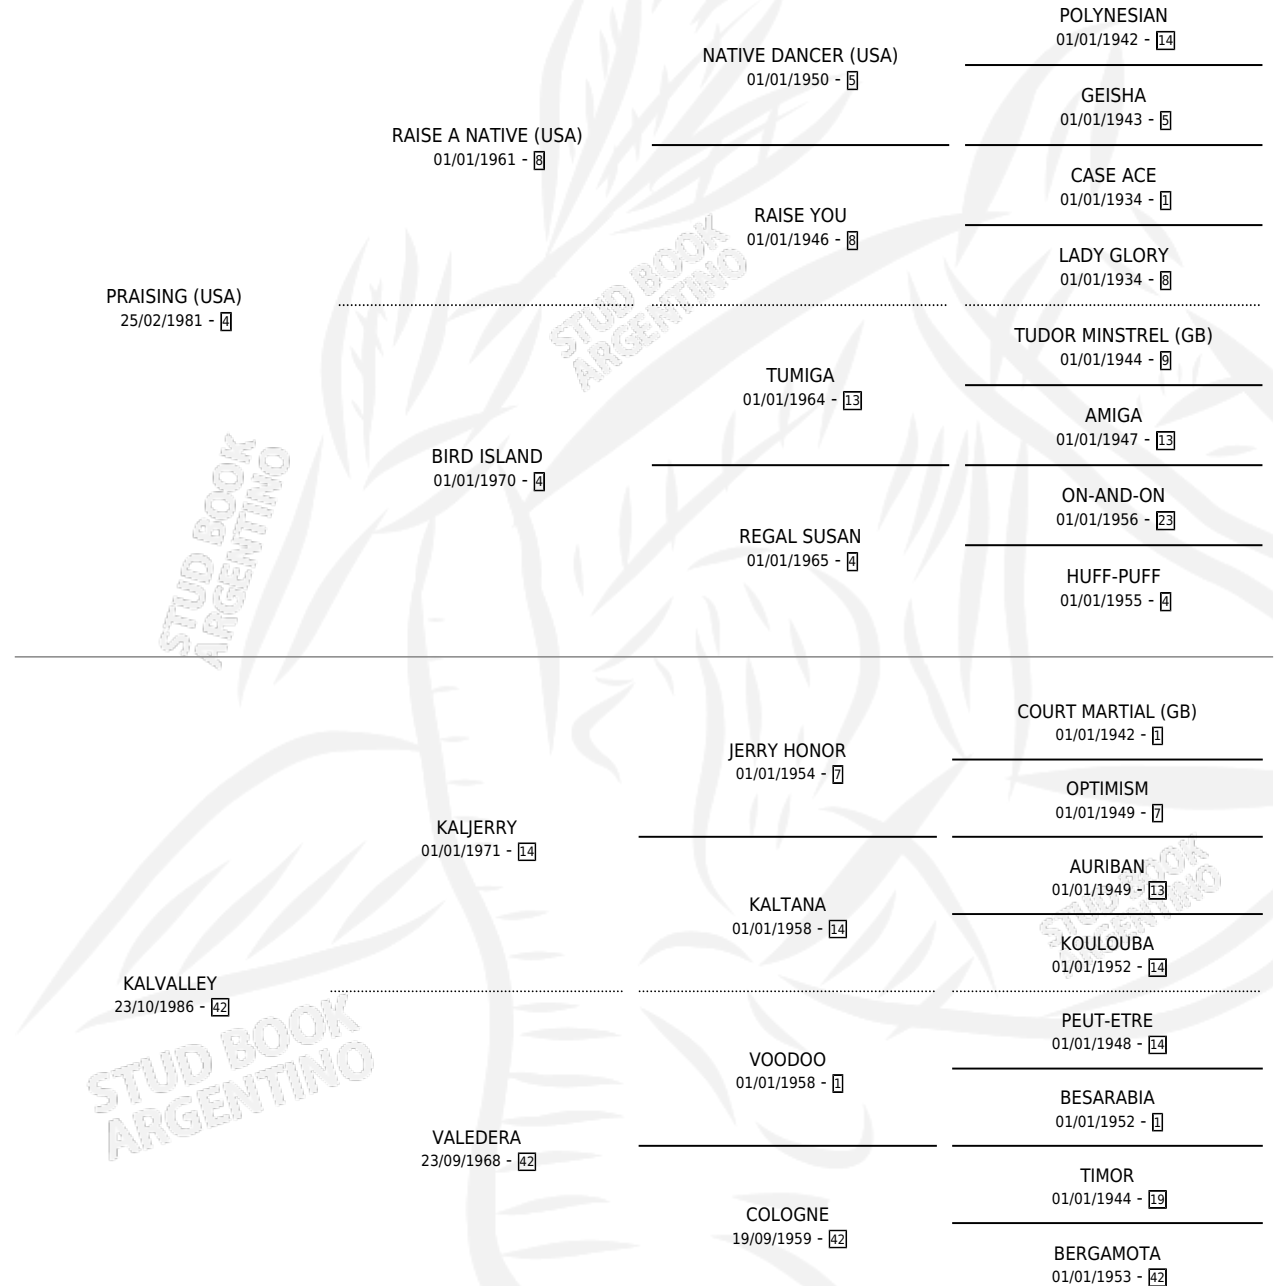 POLYNESIAN
01/01/1942 - 14
NATIVE DANCER (USA)
01/01/1950 - 5
GEISHA
01/01/1943 - 5
RAISE A NATIVE (USA)
01/01/1961 - 8
CASE ACE
01/01/1934 - 1
RAISE YOU
01/01/1946 - 8
LADY GLORY
01/01/1934 - 8
PRAISING (USA)
25/02/1981 - 4
TUDOR MINSTREL (GB)
01/01/1944 - 9
TUMIGA
01/01/1964 - 13
AMIGA
01/01/1947 - 13
BIRD ISLAND
01/01/1970 - 4
ON-AND-ON
01/01/1956 - 23
REGAL SUSAN
01/01/1965 - 4
HUFF-PUFF
01/01/1955 - 4
COURT MARTIAL (GB)
01/01/1942 - 1
JERRY HONOR
01/01/1954 - 7
OPTIMISM
01/01/1949 - 7
KALJERRY
01/01/1971 - 14
AURIBAN
01/01/1949 - 13
KALTANA
01/01/1958 - 14
KOULOUBA
01/01/1952 - 14
KALVALLEY
23/10/1986 - 42
PEUT-ETRE
01/01/1948 - 14
VOODOO
01/01/1958 - 1
BESARABIA
01/01/1952 - 1
VALEDERA
23/09/1968 - 42
TIMOR
01/01/1944 - 19
COLOGNE
19/09/1959 - 42
BERGAMOTA
01/01/1953 - 42
STUD BOOK
ARGENTINO
STUD BOOK
ARGENTINO
STUD BOOK
ARGENTINO
STUD BOOK
ARGENTINO